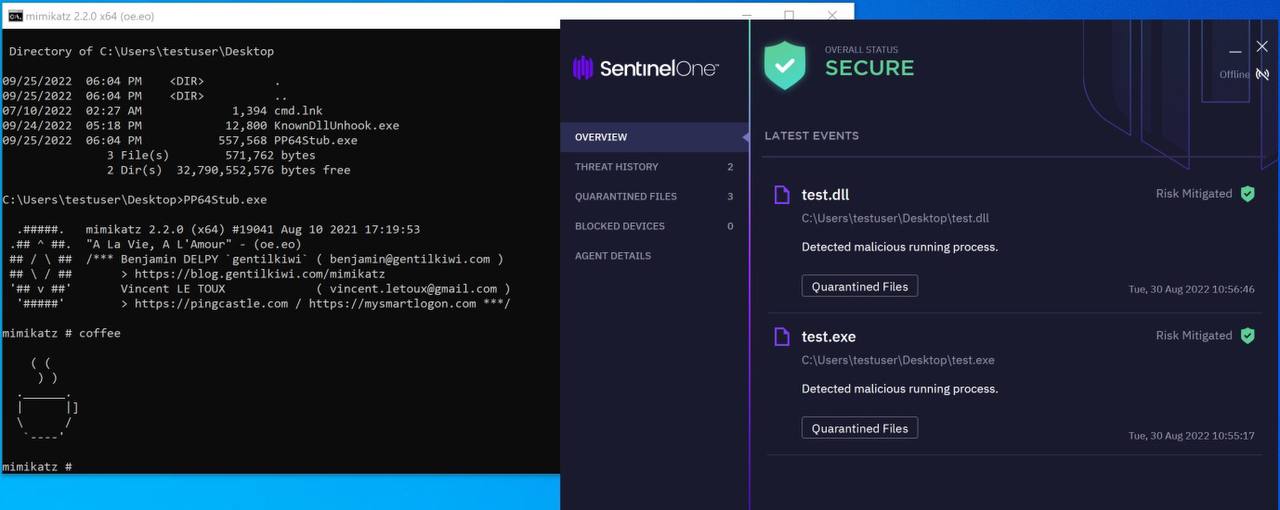 mimikatz 2.2.0 x64 (oe.eo)
Directory of C:\Users\testuser\Desktop
09/25/2022  06:04 PM    <DIR>          .
09/25/2022  06:04 PM    <DIR>          ..
07/10/2022  02:27 AM             1,394 cmd.lnk
09/24/2022  05:18 PM            12,800 KnownDllUnhook.exe
09/25/2022  06:04 PM           557,568 PP64Stub.exe
3 File(s)        571,762 bytes
2 Dir(s)  32,790,552,576 bytes free
C:\Users\testuser\Desktop>PP64Stub.exe
  .#####.   mimikatz 2.2.0 (x64) #19041 Aug 10 2021 17:19:53
 .## ^ ##.  "A La Vie, A L'Amour" - (oe.eo)
 ## / \ ##  /*** Benjamin DELPY `gentilkiwi` ( benjamin@gentilkiwi.com )
 ## \ / ##       > https://blog.gentilkiwi.com/mimikatz
 '## v ##'       Vincent LE TOUX             ( vincent.letoux@gmail.com )
  '#####'        > https://pingcastle.com / https://mysmartlogon.com ***/
mimikatz # coffee
    ( (
     ) )
  .______.
  |      |]
  \      /
   `----'
mimikatz #
SentinelOne™
OVERVIEW
THREAT HISTORY 2
QUARANTINED FILES 3
BLOCKED DEVICES 0
AGENT DETAILS
OVERALL STATUS
SECURE
Offline
LATEST EVENTS
test.dll
Risk Mitigated
C:\Users\testuser\Desktop\test.dll
Detected malicious running process.
Quarantined Files
Tue, 30 Aug 2022 10:56:46
test.exe
Risk Mitigated
C:\Users\testuser\Desktop\test.exe
Detected malicious running process.
Quarantined Files
Tue, 30 Aug 2022 10:55:17